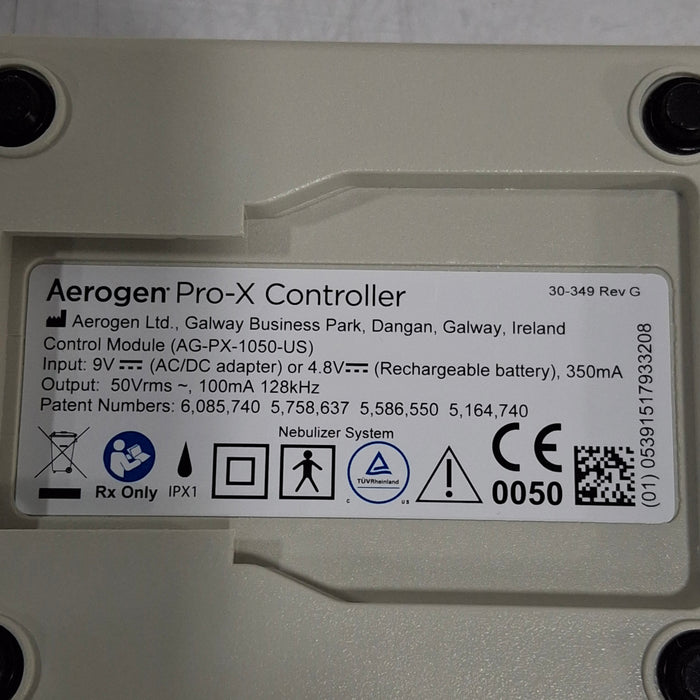 Aerogen Pro-X Controller
30-349 Rev G
Aerogen Ltd., Galway Business Park, Dangan, Galway, Ireland
Control Module (AG-PX-1050-US)
Input: 9V ⎓ (AC/DC adapter) or 4.8V ⎓ (Rechargeable battery), 350mA
Output: 50Vrms ~, 100mA 128kHz
Patent Numbers: 6,085,740 5,758,637 5,586,550 5,164,740
Nebulizer System
Rx Only
IPX1
TÜVRheinland
C US
CE
0050
(01) 05391517933208